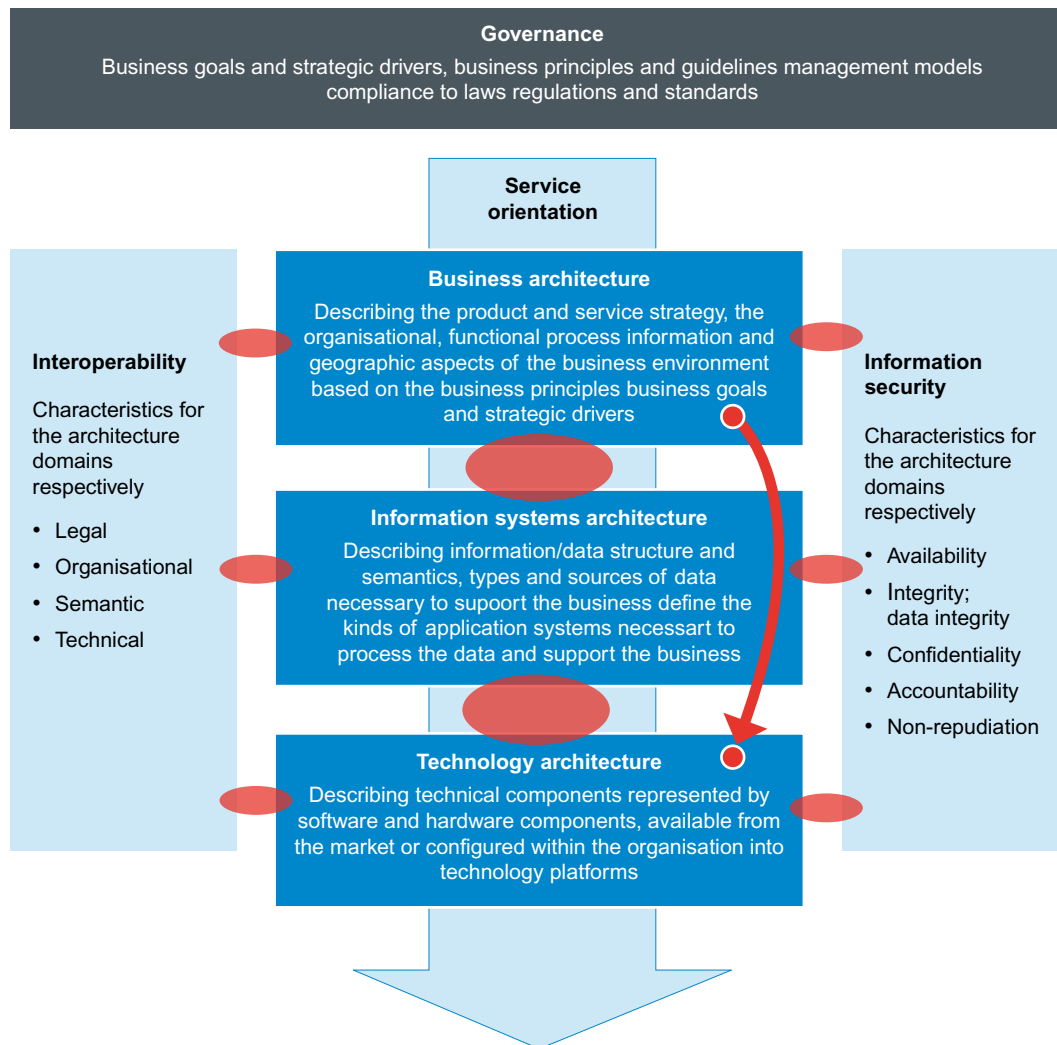 Governance
Business goals and strategic drivers, business principles and guidelines management models
compliance to laws regulations and standards
Service
orientation
Business architecture
Describing the product and service strategy, the
organisational, functional process information and
geographic aspects of the business environment
based on the business principles business goals
and strategic drivers
Interoperability
Characteristics for
the architecture
domains
respectively
• Legal
• Organisational
• Semantic
• Technical
Information systems architecture
Describing information/data structure and
semantics, types and sources of data
necessary to supoort the business define the
kinds of application systems necessart to
process the data and support the business
Information
security
Characteristics for
the architecture
domains
respectively
• Availability
• Integrity;
data integrity
• Confidentiality
• Accountability
• Non-repudiation
Technology architecture
Describing technical components represented by
software and hardware components, available from
the market or configured within the organisation into
technology platforms